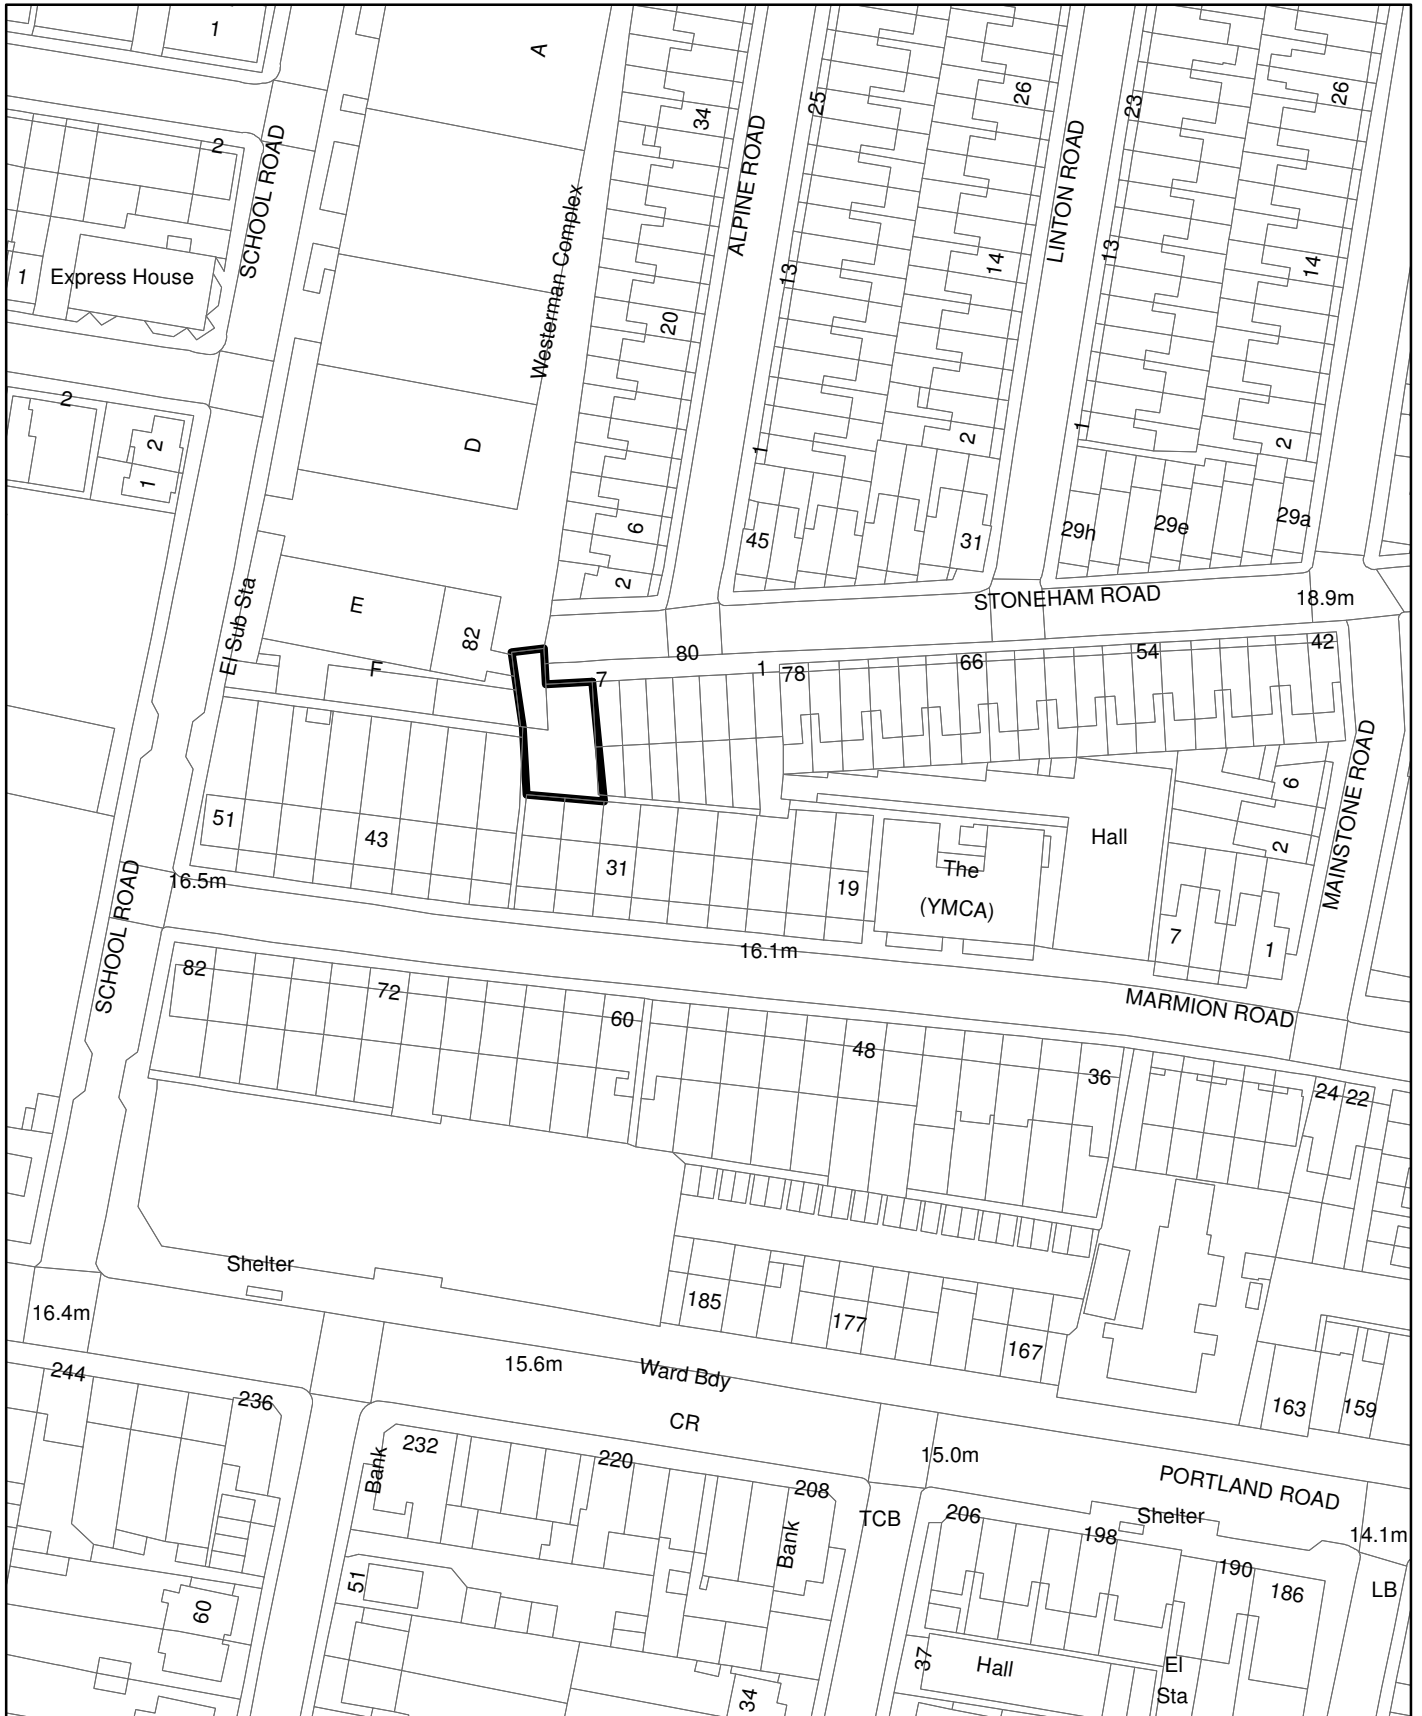 1
A
34
25
26
23
26
2
SCHOOL ROAD
ALPINE ROAD
LINTON ROAD
Westerman Complex
1
Express House
13
14
13
14
20
2
2
1
D
1
2
1
2
6
45
31
29h
29e
29a
2
E
El Sub Sta
82
STONEHAM ROAD
18.9m
F
7
80
1
78
66
54
42
MAINSTONE ROAD
6
51
43
31
19
The
(YMCA)
Hall
2
16.5m
SCHOOL ROAD
7
1
16.1m
82
72
60
48
36
MARMION ROAD
24
22
Shelter
16.4m
185
177
167
15.6m
Ward Bdy
244
236
163
159
CR
232
Bank
220
208
Bank
15.0m
PORTLAND ROAD
TCB
206
198
Shelter
14.1m
190
186
LB
51
60
37
Hall
El
Sta
34